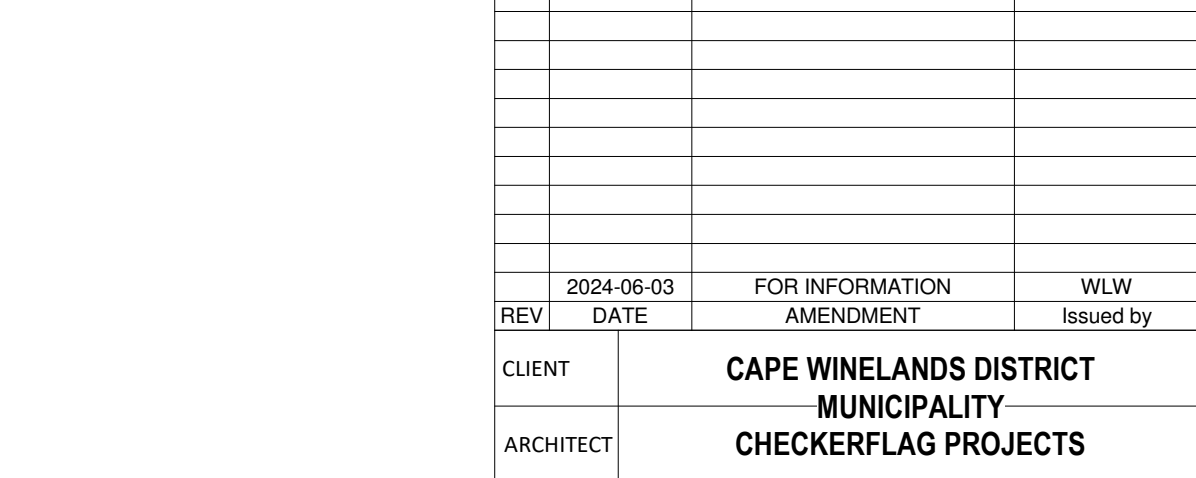 2024-06-03 FOR INFORMATION WLW
REV DATE AMENDMENT Issued by
CLIENT CAPE WINELANDS DISTRICT
MUNICIPALITY
ARCHITECT CHECKERFLAG PROJECTS